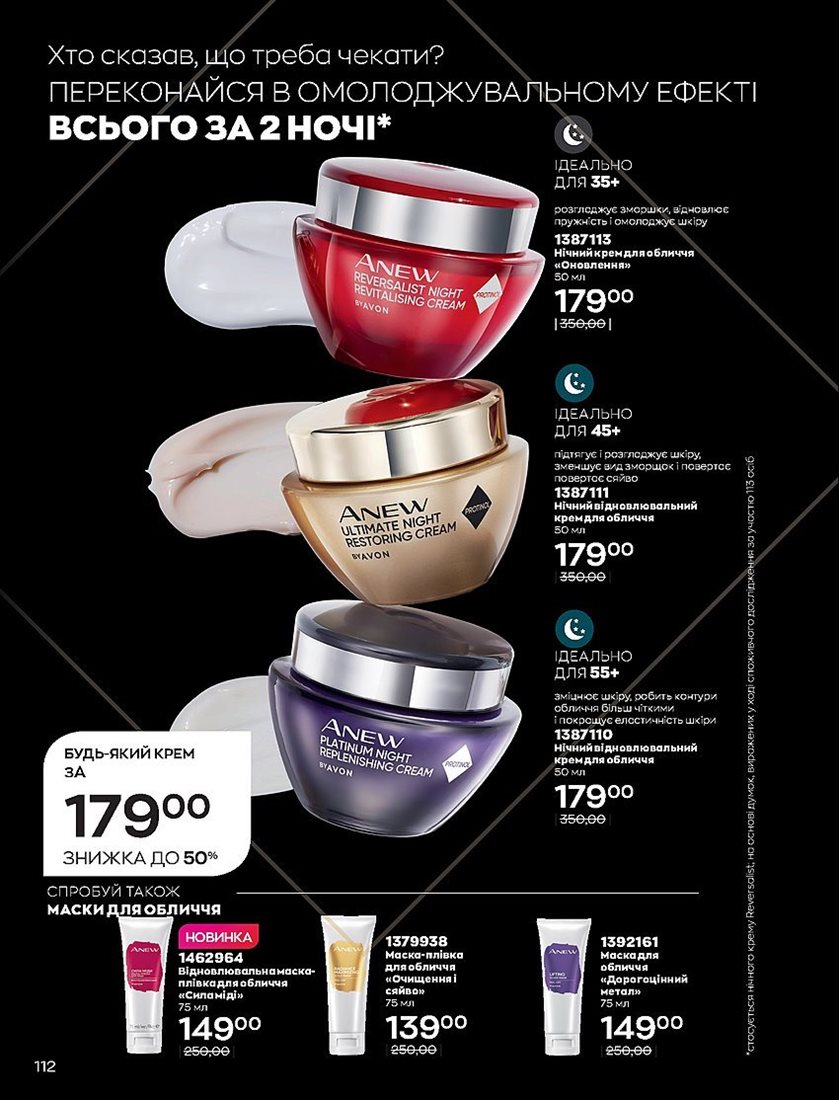 Хто сказав, що треба чекати?
ПЕРЕКОНАЙСЯ В ОМОЛОДЖУВАЛЬНОМУ ЕФЕКТІ
ВСЬОГО ЗА 2 НОЧІ*
ІДЕАЛЬНО
ДЛЯ 35+
розгладжує зморшки, відновлює
пружність і омолоджує шкіру
1387113
Нічний крем для обличчя
«Оновлення»
50 мл
179⁰⁰
|350,00|
ANEW
REVERSALIST NIGHT
REVITALISING CREAM
BY AVON
PROTINOL
ІДЕАЛЬНО
ДЛЯ 45+
підтягує і розгладжує шкіру,
зменшує вид зморщок і повертає
повертає сяйво
1387111
Нічний відновлювальний
крем для обличчя
50 мл
179⁰⁰
350,00
ANEW
ULTIMATE NIGHT
RESTORING CREAM
BY AVON
PROTINOL
ІДЕАЛЬНО
ДЛЯ 55+
зміцнює шкіру, робить контури
обличчя більш чіткими
і покращує еластичність шкіри
1387110
Нічний відновлювальний
крем для обличчя
50 мл
179⁰⁰
350,00
ANEW
PLATINUM NIGHT
REPLENISHING CREAM
BY AVON
PROTINOL
БУДЬ-ЯКИЙ КРЕМ
ЗА
179⁰⁰
ЗНИЖКА ДО 50%
СПРОБУЙ ТАКОЖ
МАСКИ ДЛЯ ОБЛИЧЧЯ
ANEW
НОВИНКА
1462964
Відновлювальна маска-
плівка для обличчя
«Сила міді»
75 мл
149⁰⁰
250,00
ANEW
1379938
Маска-плівка
для обличчя
«Очищення і
сяйво»
75 мл
139⁰⁰
250,00
ANEW
LIFTING
1392161
Маска для
обличчя
«Дорогоцінний
метал»
75 мл
149⁰⁰
250,00
*стосується нічного крему Reversalist, на основі думок, виражених у ході споживчого дослідження за участю 113 осіб
112